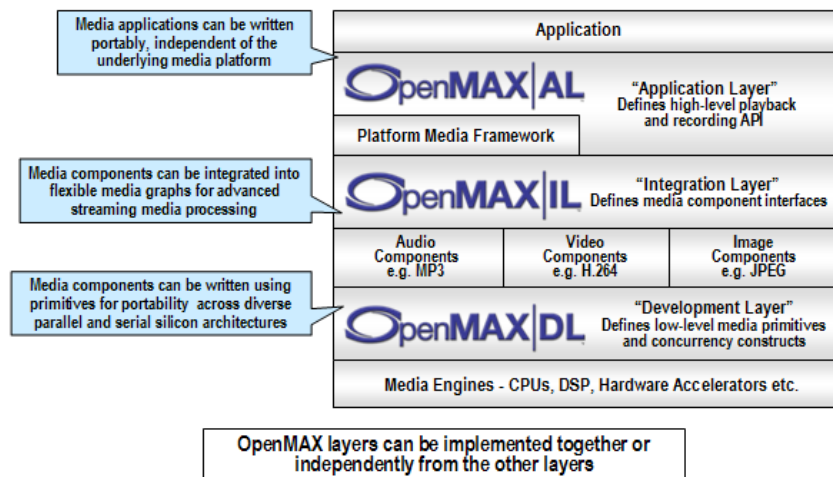 Media applications can be written
portably, independent of the
underlying media platform
Application
OpenMAX|AL
"Application Layer"
Defines high-level playback
and recording API
Platform Media Framework
Media components can be integrated into
flexible media graphs for advanced
streaming media processing
OpenMAX|IL
"Integration Layer"
Defines media component interfaces
Audio
Components
e.g. MP3
Video
Components
e.g. H.264
Image
Components
e.g. JPEG
Media components can be written using
primitives for portability across diverse
parallel and serial silicon architectures
OpenMAX|DL
"Development Layer"
Defines low-level media primitives
and concurrency constructs
Media Engines - CPUs, DSP, Hardware Accelerators etc.
OpenMAX layers can be implemented together or
independently from the other layers